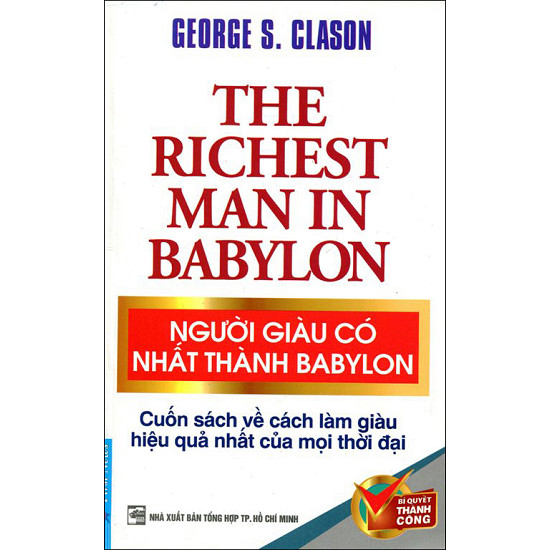 GEORGE S. CLASON
THE
RICHEST
MAN IN
BABYLON
NGƯỜI GIÀU CÓ
NHẤT THÀNH BABYLON
Cuốn sách về cách làm giàu
hiệu quả nhất của mọi thời đại
NHÀ XUẤT BẢN TỔNG HỢP TP. HỒ CHÍ MINH
BÍ QUYẾT
THÀNH
CÔNG